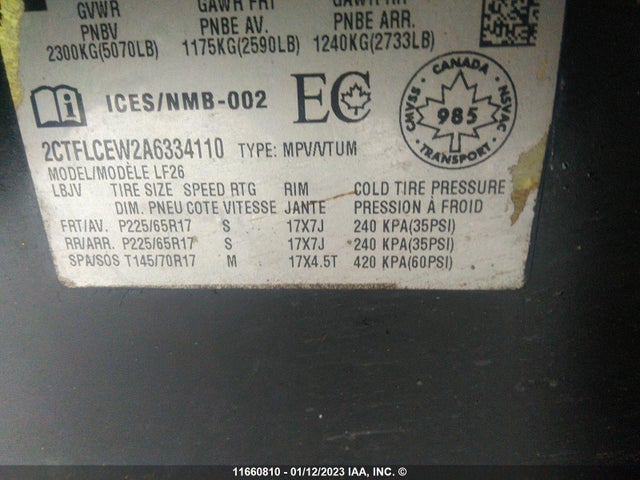 GVWR GAWR FRT GAWR RR
PNBV PNBE AV. PNBE ARR.
2300KG(5070LB) 1175KG(2590LB) 1240KG(2733LB)
ICES/NMB-002 EC
CANADA
CMVSS 985 NSVAC
TRANSPORT
2CTFLCEW2A6334110 TYPE: MPV/VTUM
MODEL/MODÈLE LF26
LBJV TIRE SIZE SPEED RTG RIM COLD TIRE PRESSURE
DIM. PNEU COTE VITESSE JANTE PRESSION À FROID
FRT/AV. P225/65R17 S 17X7J 240 KPA(35PSI)
RR/ARR. P225/65R17 S 17X7J 240 KPA(35PSI)
SPA/SOS T145/70R17 M 17X4.5T 420 KPA(60PSI)
11660810 - 01/12/2023 IAA, INC. ©